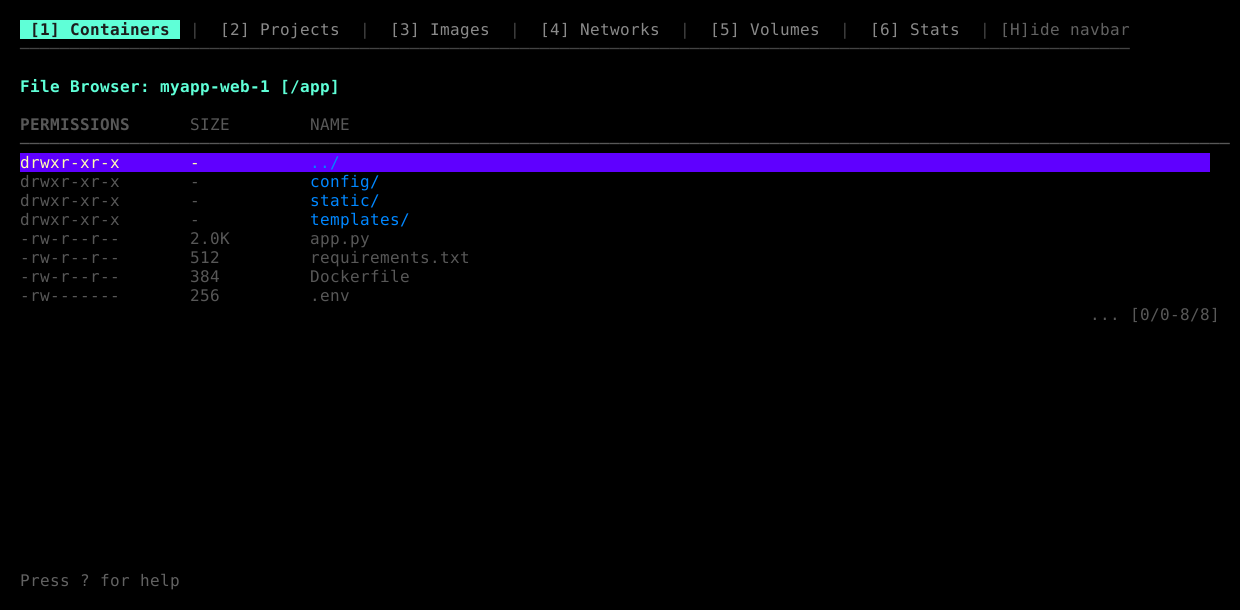 [1] Containers | [2] Projects | [3] Images | [4] Networks | [5] Volumes | [6] Stats | [H]ide navbar
File Browser: myapp-web-1 [/app]
PERMISSIONS SIZE NAME
drwxr-xr-x - ../
drwxr-xr-x - config/
drwxr-xr-x - static/
drwxr-xr-x - templates/
-rw-r--r-- 2.0K app.py
-rw-r--r-- 512 requirements.txt
-rw-r--r-- 384 Dockerfile
-rw------- 256 .env
... [0/0-8/8]
Press ? for help